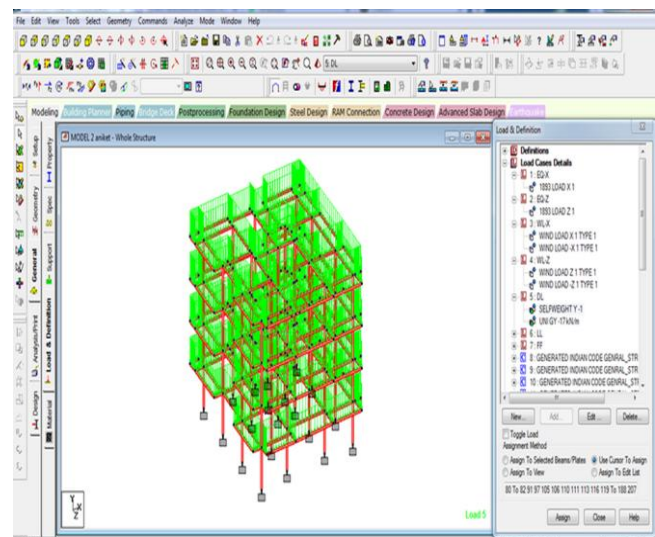 File Edit View Tools Select Geometry Commands Analyze Mode Window Help
5:DL
Modeling Building Planner Piping Bridge Deck Postprocessing Foundation Design Steel Design RAM Connection Concrete Design Advanced Slab Design Earthquake
MODEL 2 aniket - Whole Structure
Setup
Geometry
General
Analysis/Print
Design
Property
Spec
Support
Load & Definition
Material
Y
X
Z
Load 5
Load & Definition
Definitions
Load Cases Details
1 : EQ-X
1893 LOAD X 1
2 : EQ-Z
1893 LOAD Z 1
3 : WL-X
WIND LOAD X 1 TYPE 1
WIND LOAD -X 1 TYPE 1
4 : WL-Z
WIND LOAD Z 1 TYPE 1
WIND LOAD -Z 1 TYPE 1
5 : DL
SELFWEIGHT Y -1
UNI GY -17 kN/m
6 : LL
7 : FF
8 : GENERATED INDIAN CODE GENRAL_STR
9 : GENERATED INDIAN CODE GENRAL_STR
10 : GENERATED INDIAN CODE GENRAL_STR
New... Add... Edit... Delete...
Toggle Load
Assignment Method
Assign To Selected Beams/Plates Use Cursor To Assign
Assign To View Assign To Edit List
80 To 82 91 97 105 106 110 111 113 116 119 To 188 207
Assign Close Help